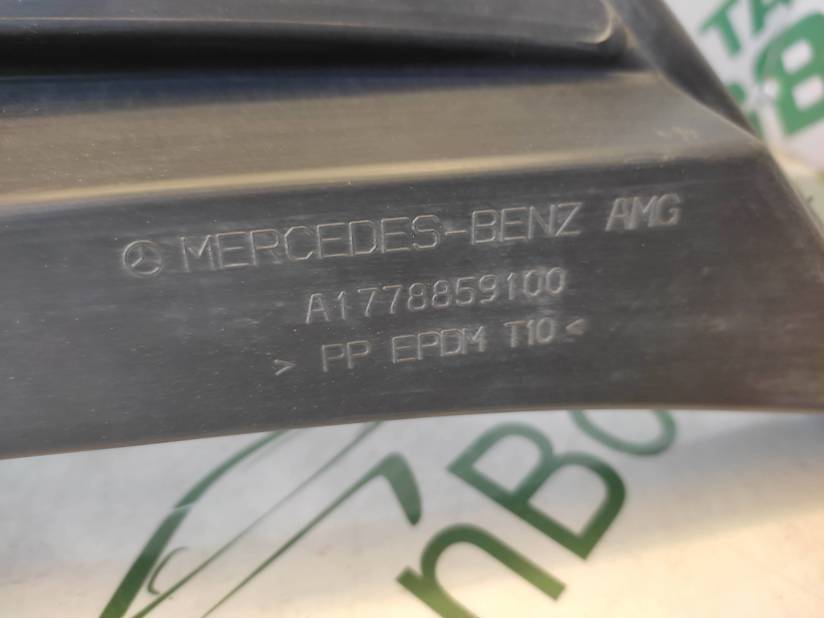 MERCEDES-BENZ AMG
A1778859100
> PP EPDM T10 <